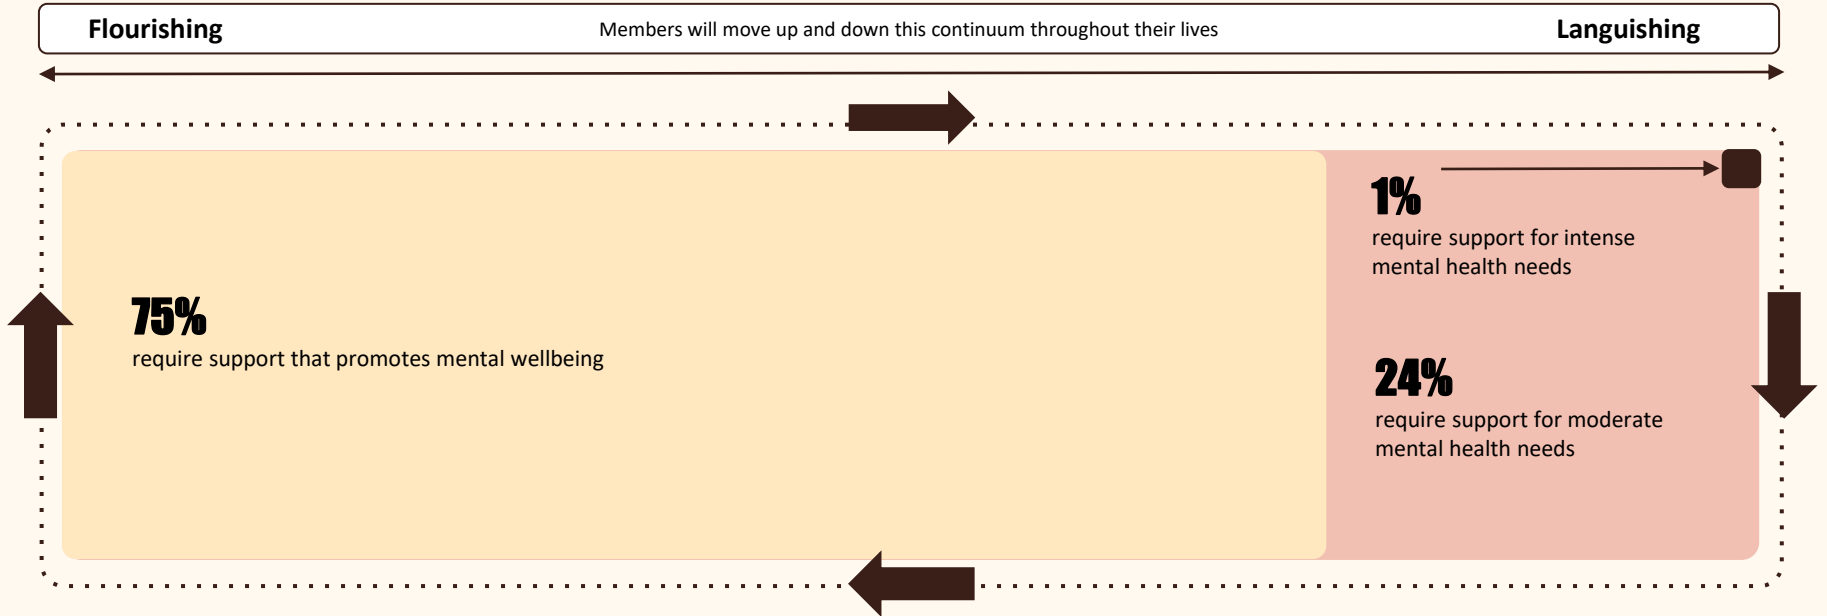 Flourishing
Members will move up and down this continuum throughout their lives
Languishing
75%
require support that promotes mental wellbeing
1%
require support for intense
mental health needs
24%
require support for moderate
mental health needs